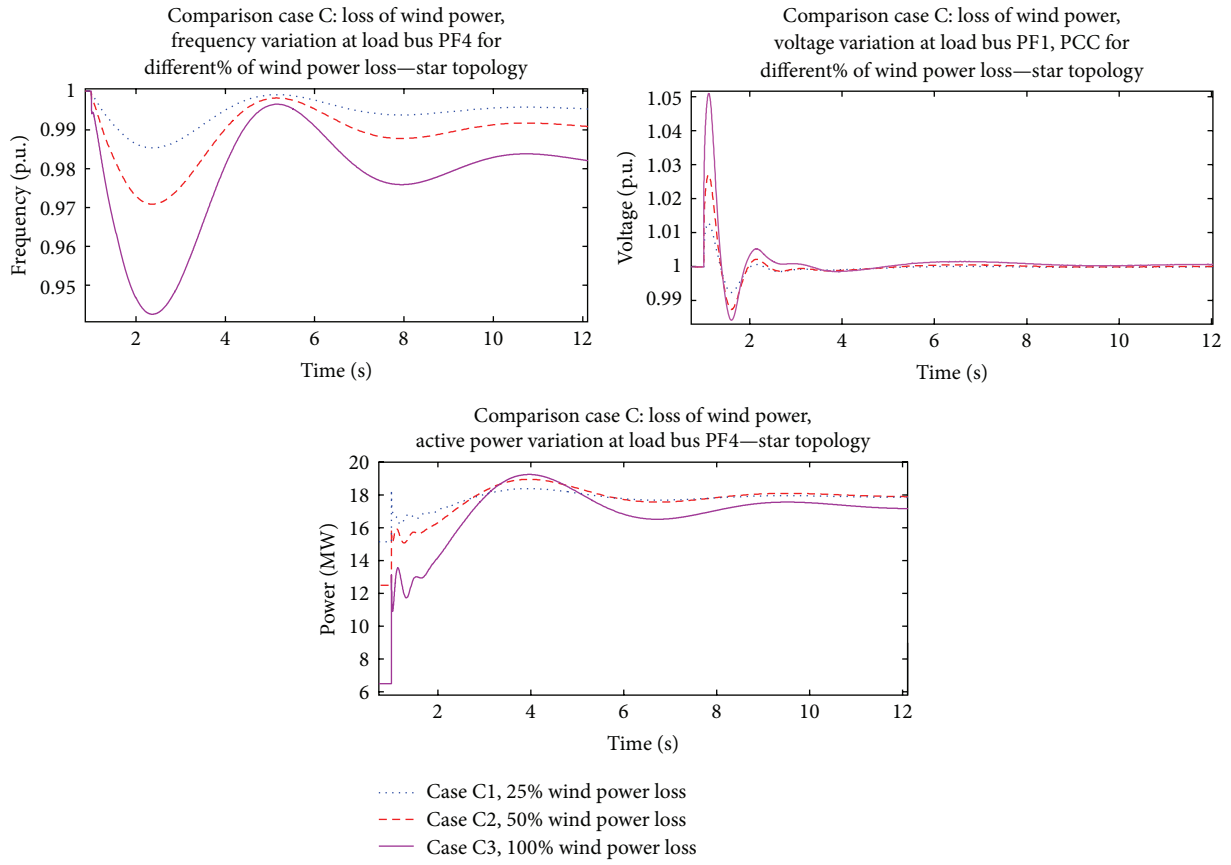 Comparison case C: loss of wind power,
frequency variation at load bus PF4 for
different% of wind power loss—star topology
1
0.99
0.98
0.97
0.96
0.95
Frequency (p.u.)
2
4
6
8
10
12
Time (s)
Comparison case C: loss of wind power,
voltage variation at load bus PF1, PCC for
different% of wind power loss—star topology
1.05
1.04
1.03
1.02
1.01
1
0.99
Voltage (p.u.)
2
4
6
8
10
12
Time (s)
Comparison case C: loss of wind power,
active power variation at load bus PF4—star topology
20
18
16
14
12
10
8
6
Power (MW)
2
4
6
8
10
12
Time (s)
Case C1, 25% wind power loss
Case C2, 50% wind power loss
Case C3, 100% wind power loss